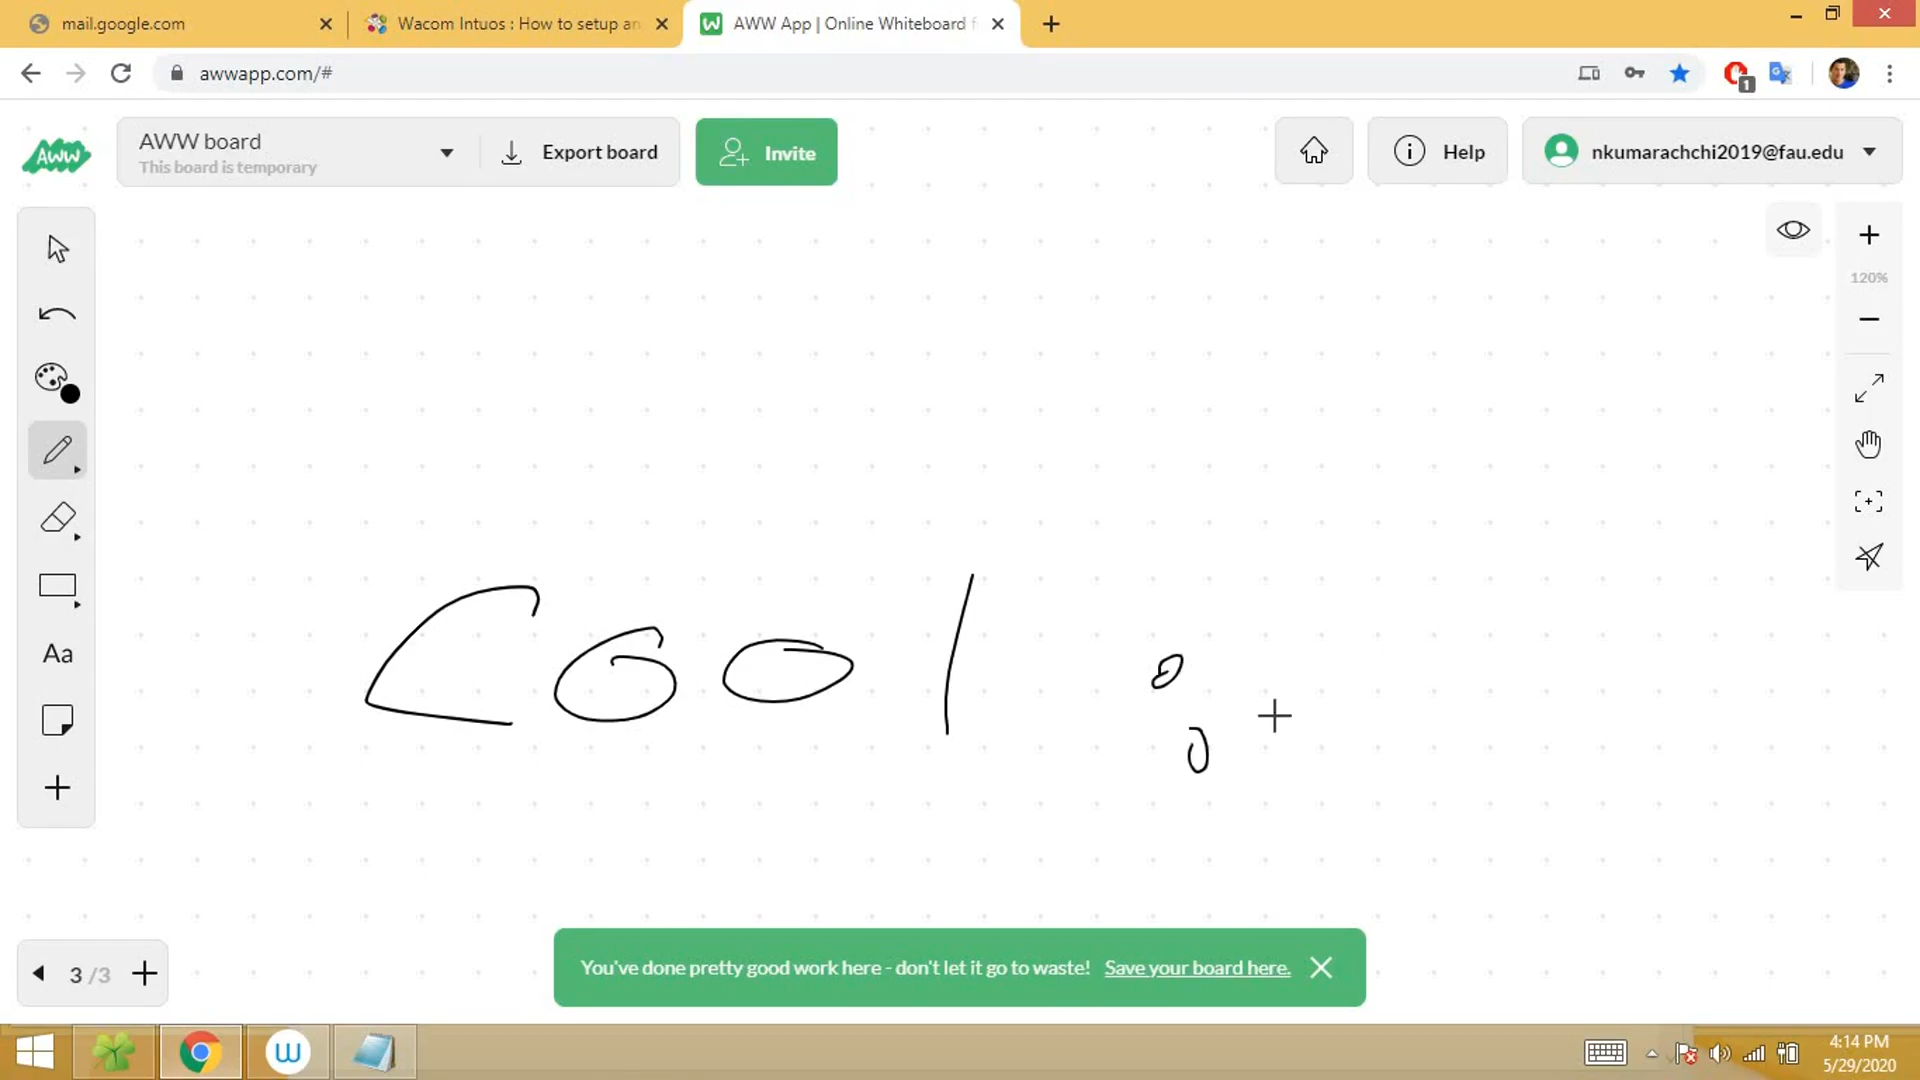 mail.google.com
Wacom Intuos : How to setup an
AWW App | Online Whiteboard f
awwapp.com/#
1
AWW
AWW board
This board is temporary
Export board
Invite
Help
nkumarachchi2019@fau.edu
120%
Aa
Cool
3 /3
You've done pretty good work here - don't let it go to waste! Save your board here.
4:14 PM
5/29/2020